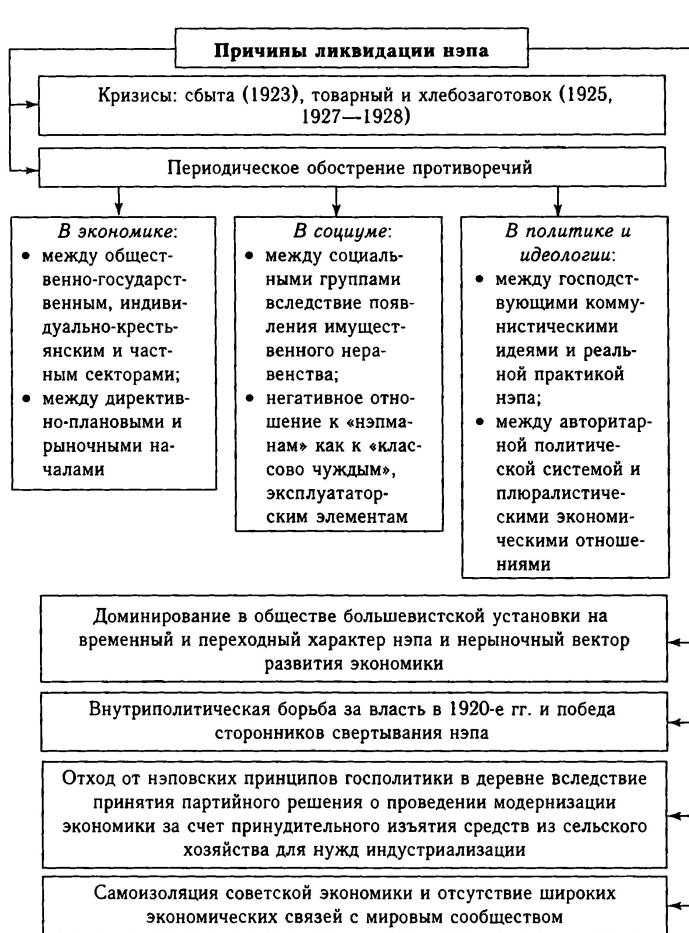 Причины ликвидации нэпа
Кризисы: сбыта (1923), товарный и хлебозаготовок (1925,
1927—1928)
Периодическое обострение противоречий
В экономике:
• между общест-
венно-государст-
венным, индиви-
дуально-кресть-
янским и част-
ным секторами;
• между директив-
но-плановыми и
рыночными на-
чалами
В социуме:
• между социаль-
ными группами
вследствие появ-
ления имущест-
венного нера-
венства;
• негативное отно-
шение к «нэпма-
нам» как к «клас-
сово чуждым»,
эксплуататор-
ским элементам
В политике и
идеологии:
• между господст-
вующими комму-
нистическими
идеями и реаль-
ной практикой
нэпа;
• между авторитар-
ной политиче-
ской системой и
плюралистиче-
скими экономи-
ческими отноше-
ниями
Доминирование в обществе большевистской установки на
временный и переходный характер нэпа и нерыночный вектор
развития экономики
Внутриполитическая борьба за власть в 1920-е гг. и победа
сторонников свертывания нэпа
Отход от нэповских принципов госполитики в деревне вследствие
принятия партийного решения о проведении модернизации
экономики за счет принудительного изъятия средств из сельского
хозяйства для нужд индустриализации
Самоизоляция советской экономики и отсутствие широких
экономических связей с мировым сообществом